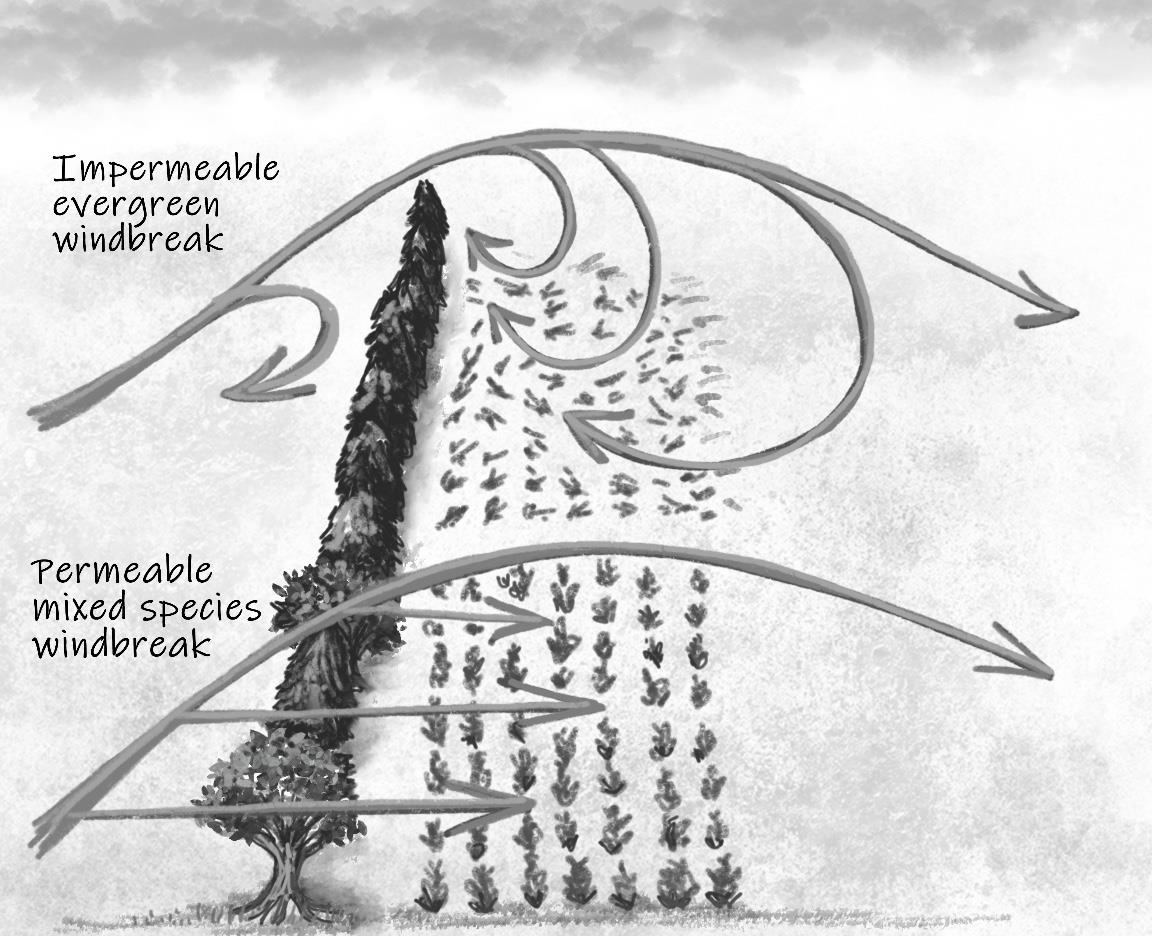 Impermeable
evergreen
windbreak
Permeable
mixed species
windbreak